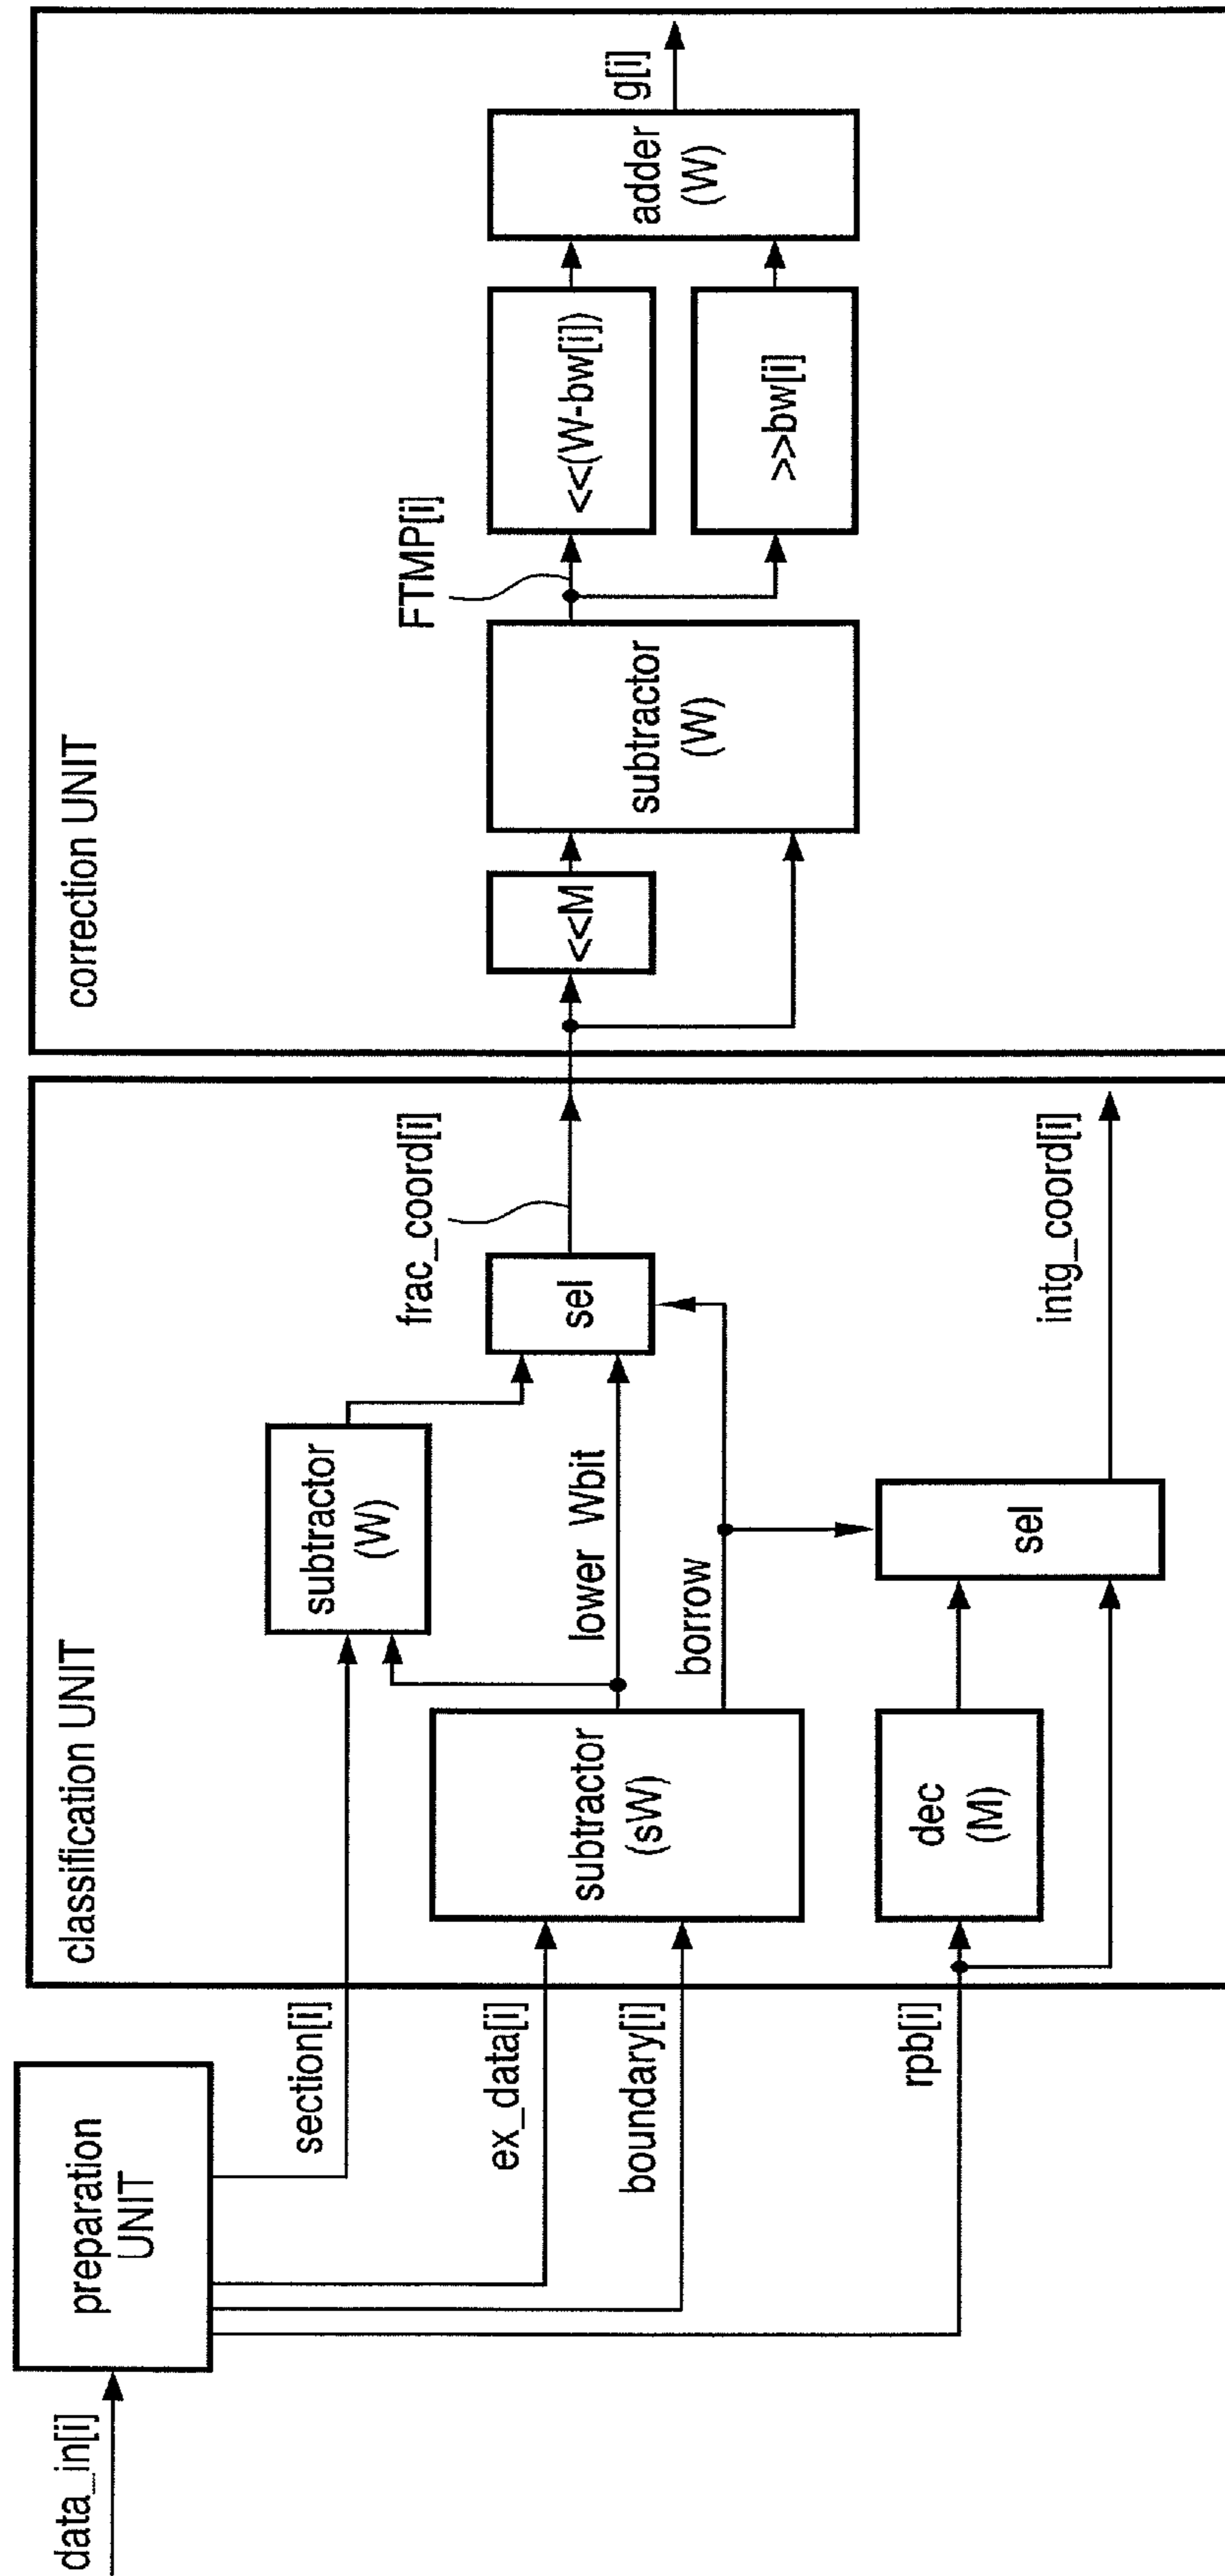 data_in[i]
preparation
UNIT
section[i]
ex_data[i]
boundary[i]
rpb[i]
classification UNIT
subtractor
(W)
subtractor
(sW)
lower Wbit
borrow
dec
(M)
sel
sel
frac_coord[i]
intg_coord[i]
correction UNIT
<<M
subtractor
(W)
FTMP[i]
<<(W-bw[i])
>>bw[i]
adder
(W)
g[i]